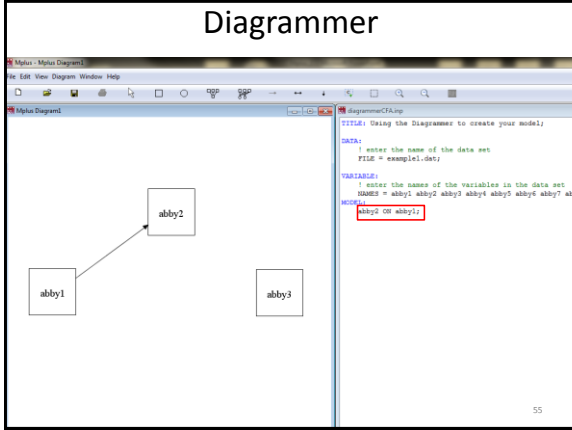 Diagrammer
Mplus - Mplus Diagram1
File Edit View Diagram Window Help
Mplus Diagram1
abby2
abby1
abby3
diagrammerCFA.inp
TITLE: Using the Diagrammer to create your model;
DATA:
! enter the name of the data set
FILE = example1.dat;
VARIABLE:
! enter the names of the variables in the data set
NAMES = abby1 abby2 abby3 abby4 abby5 abby6 abby7 ab
MODEL:
abby2 ON abby1;
55